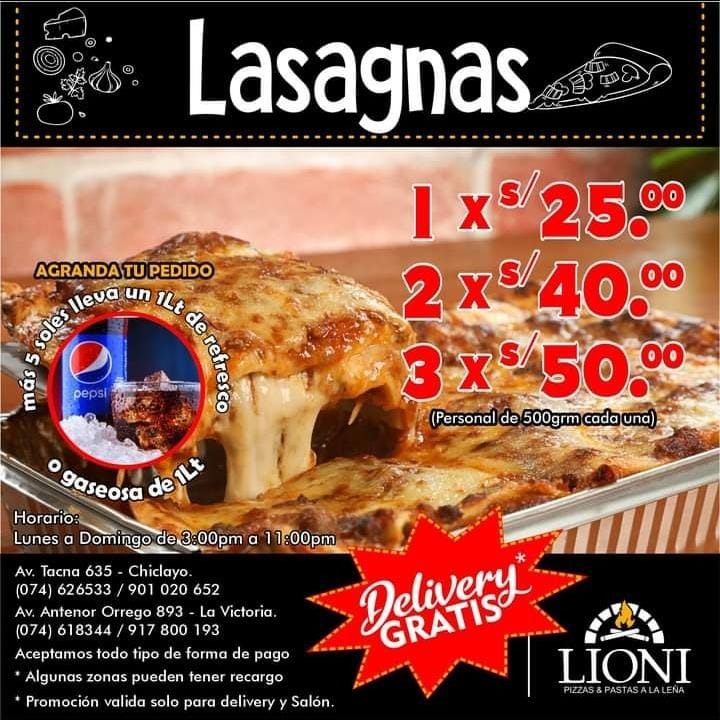 Lasagnas
1 x S/25.00
2 x S/40.00
3 x S/50.00
(Personal de 500grm cada una)
AGRANDA TU PEDIDO
más 5 soles lleva un 1Lt de refresco
o gaseosa de 1Lt
pepsi
Horario:
Lunes a Domingo de 3:00pm a 11:00pm
Av. Tacna 635 - Chiclayo.
(074) 626533 / 901 020 652
Av. Antenor Orrego 893 - La Victoria.
(074) 618344 / 917 800 193
Aceptamos todo tipo de forma de pago
* Algunas zonas pueden tener recargo
* Promoción valida solo para delivery y Salón.
Delivery*
GRATIS
LIONI
PIZZAS & PASTAS A LA LEÑA